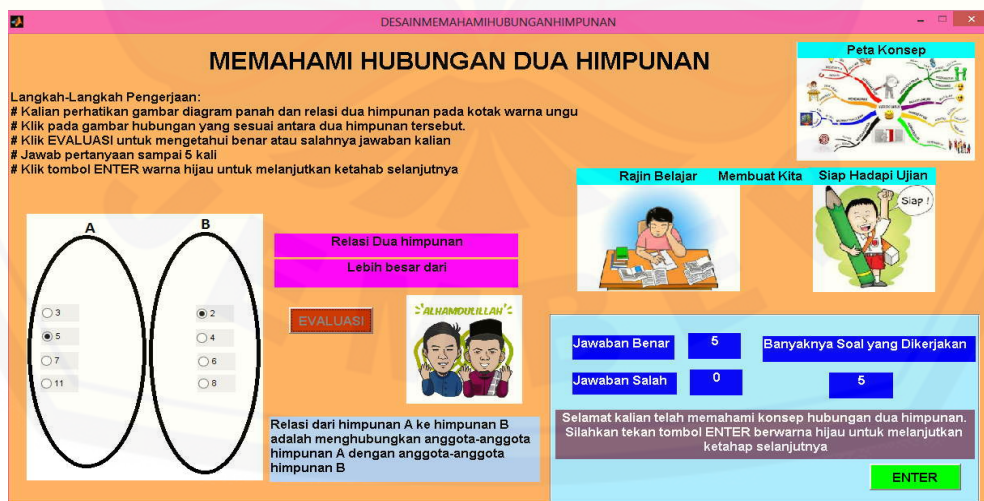 DESAINMEMAHAMIHUBUNGANHIMPUNAN
MEMAHAMI HUBUNGAN DUA HIMPUNAN
Peta Konsep
Langkah-Langkah Pengerjaan:
# Kalian perhatikan gambar diagram panah dan relasi dua himpunan pada kotak warna ungu
# Klik pada gambar hubungan yang sesuai antara dua himpunan tersebut.
# Klik EVALUASI untuk mengetahui benar atau salahnya jawaban kalian
# Jawab pertanyaan sampai 5 kali
# Klik tombol ENTER warna hijau untuk melanjutkan ketahab selanjutnya
Rajin Belajar Membuat Kita Siap Hadapi Ujian
Siap !
A B
3
5
7
11
2
4
6
8
Relasi Dua himpunan
Lebih besar dari
EVALUASI
ALHAMDULILLAH
Relasi dari himpunan A ke himpunan B
adalah menghubungkan anggota-anggota
himpunan A dengan anggota-anggota
himpunan B
Jawaban Benar 5 Banyaknya Soal yang Dikerjakan
Jawaban Salah 0 5
Selamat kalian telah memahami konsep hubungan dua himpunan.
Silahkan tekan tombol ENTER berwarna hijau untuk melanjutkan
ketahap selanjutnya
ENTER